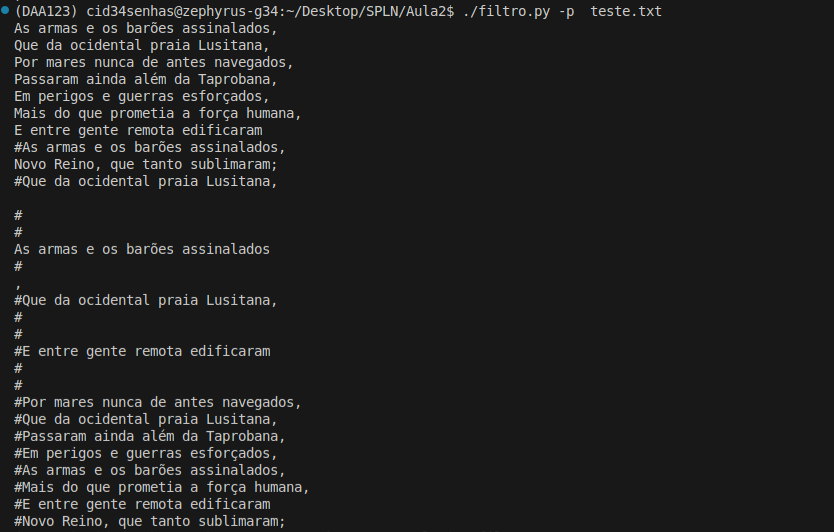 (DAA123) cid34senhas@zephyrus-g34:~/Desktop/SPLN/Aula2$ ./filtro.py -p  teste.txt
As armas e os barões assinalados,
Que da ocidental praia Lusitana,
Por mares nunca de antes navegados,
Passaram ainda além da Taprobana,
Em perigos e guerras esforçados,
Mais do que prometia a força humana,
E entre gente remota edificaram
#As armas e os barões assinalados,
Novo Reino, que tanto sublimaram;
#Que da ocidental praia Lusitana,

#
#
As armas e os barões assinalados
#
,
#Que da ocidental praia Lusitana,
#
#
#E entre gente remota edificaram
#
#
#Por mares nunca de antes navegados,
#Que da ocidental praia Lusitana,
#Passaram ainda além da Taprobana,
#Em perigos e guerras esforçados,
#As armas e os barões assinalados,
#Mais do que prometia a força humana,
#E entre gente remota edificaram
#Novo Reino, que tanto sublimaram;